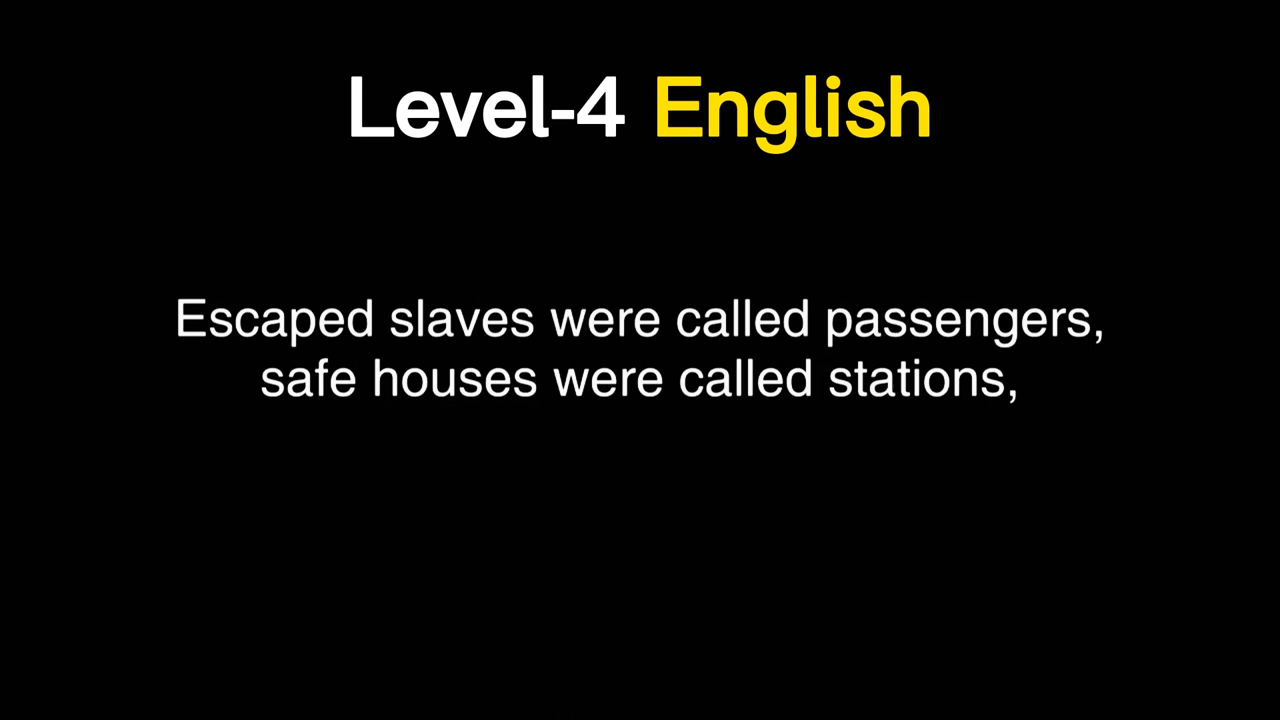 Level-4 English
Escaped slaves were called passengers,
safe houses were called stations,